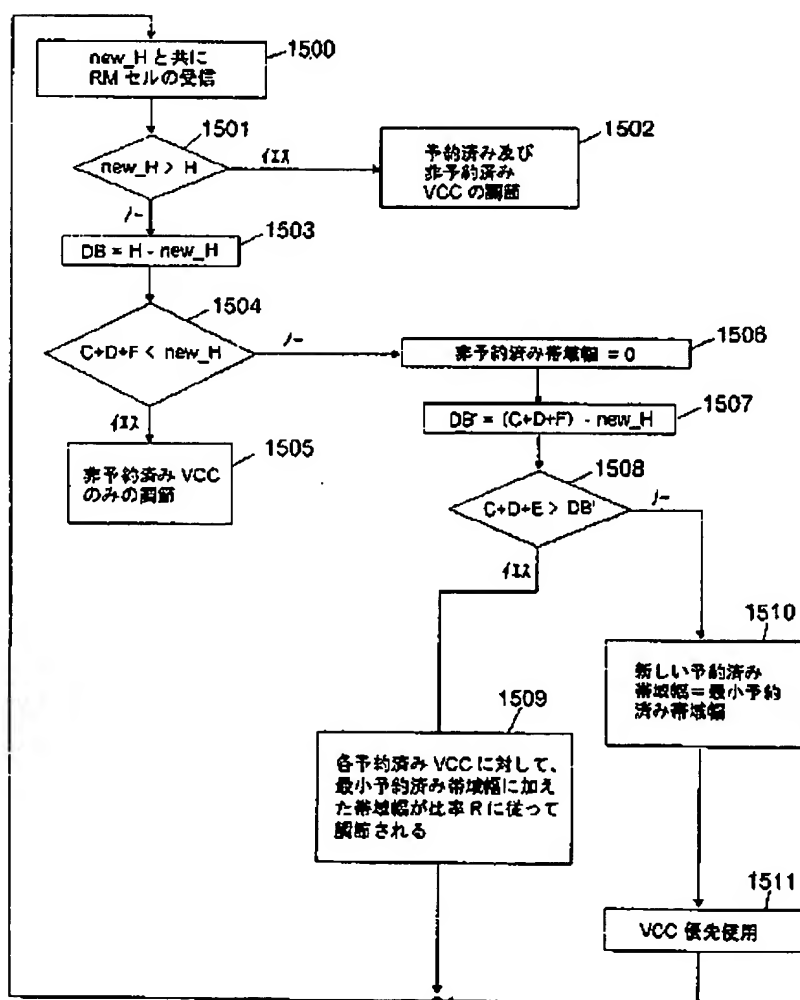 new_H と共に
RM セルの受信
1500
1501
new_H > H
イエス
1502
予約済み及び
非予約済み
VCC の調節
ノー
1503
DB = H - new_H
1504
C+D+F < new_H
ノー
1506
非予約済み帯域幅 = 0
イエス
1507
DB' = (C+D+F) - new_H
1505
非予約済み VCC
のみの調節
1508
C+D+E > DB'
ノー
イエス
1510
新しい予約済み
帯域幅=最小予約
済み帯域幅
1509
各予約済み VCC に対して、
最小予約済み帯域幅に加え
た帯域幅が比率 R に従って
調節される
1511
VCC 優先使用